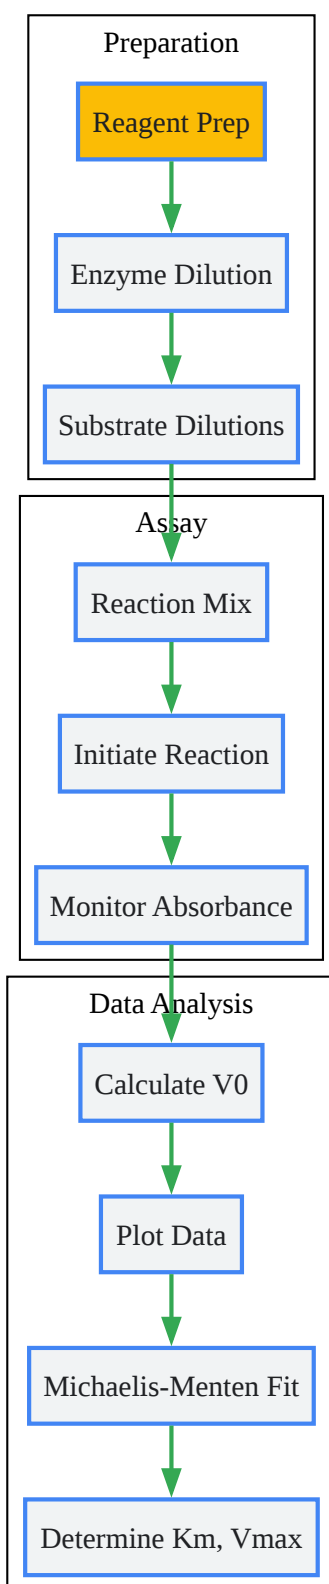 Preparation
Reagent Prep
Enzyme Dilution
Substrate Dilutions
Assay
Reaction Mix
Initiate Reaction
Monitor Absorbance
Data Analysis
Calculate V0
Plot Data
Michaelis-Menten Fit
Determine Km, Vmax